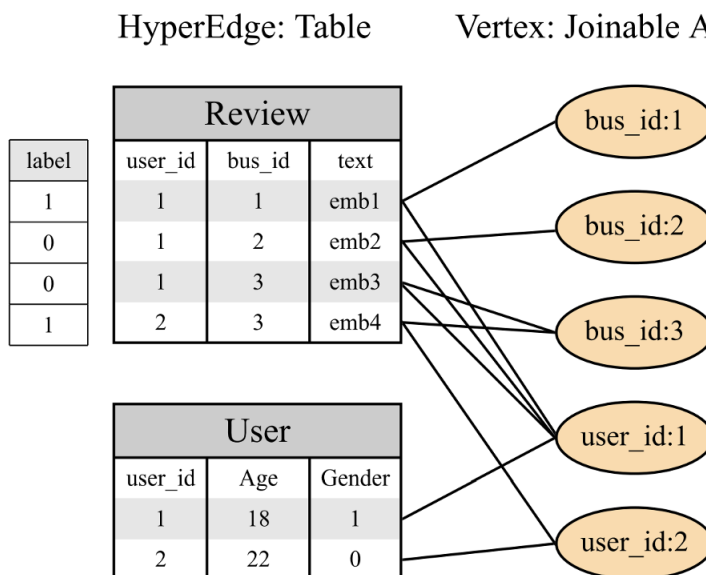 HyperEdge: Table
Vertex: Joinable A
Review
label
user_id bus_id text
1
1 1 emb1
0
1 2 emb2
0
1 3 emb3
1
2 3 emb4
User
user_id Age Gender
1 18 1
2 22 0
bus_id:1
bus_id:2
bus_id:3
user_id:1
user_id:2